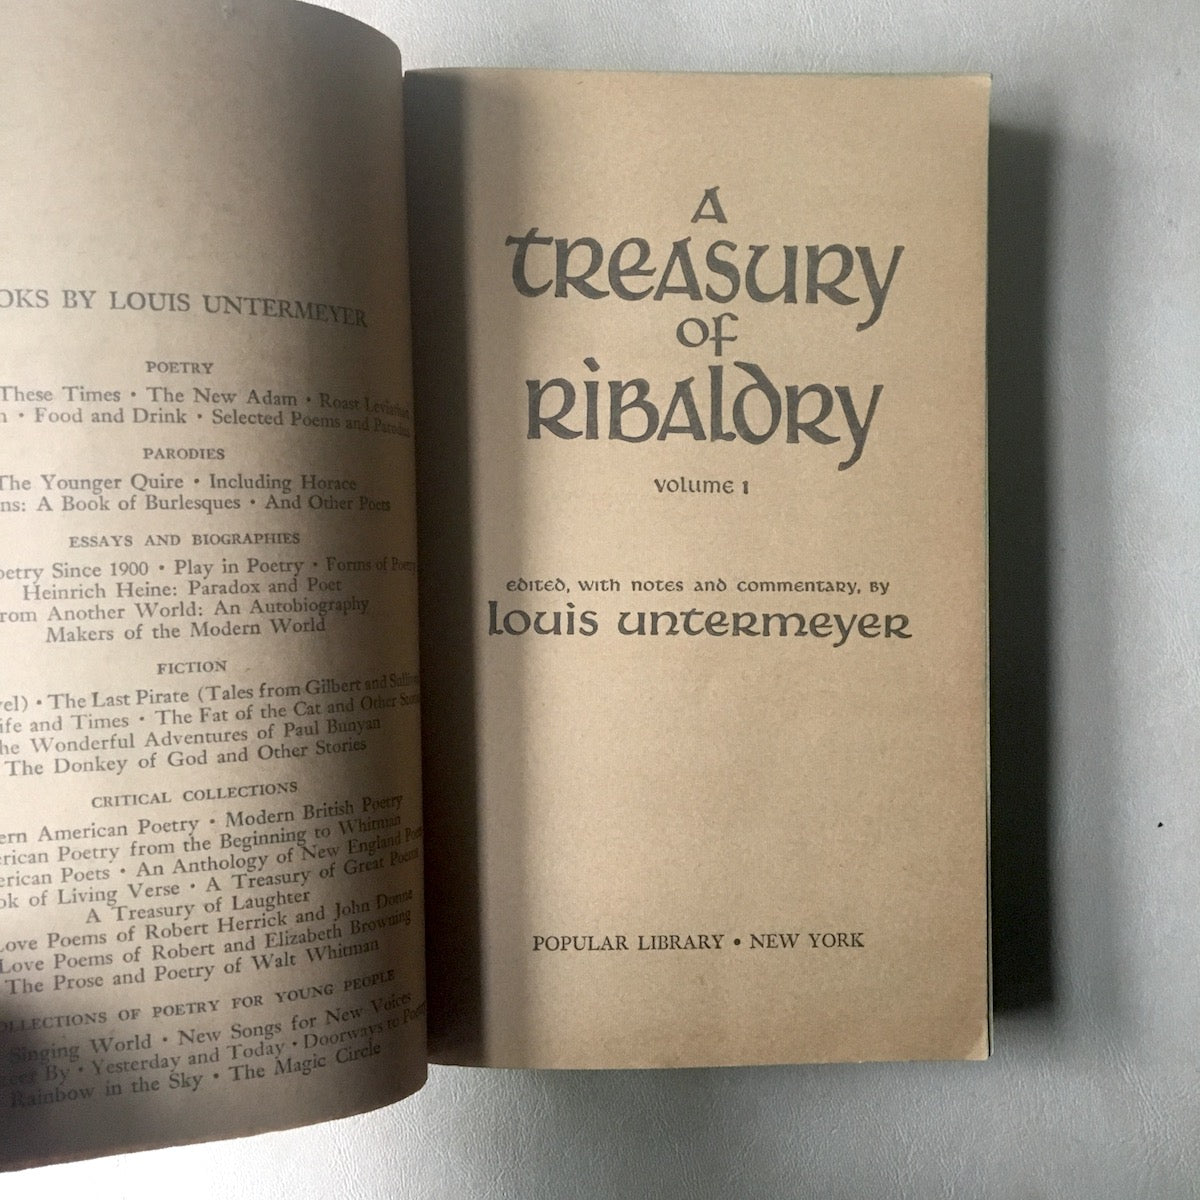 OKS BY LOUIS UNTERMEYER
POETRY
These Times • The New Adam • Roast Leviathan
n • Food and Drink • Selected Poems and Parodies
PARODIES
The Younger Quire • Including Horace
ns: A Book of Burlesques • And Other Poets
ESSAYS AND BIOGRAPHIES
oetry Since 1900 • Play in Poetry • Forms of Poetry
Heinrich Heine: Paradox and Poet
rom Another World: An Autobiography
Makers of the Modern World
FICTION
vel) • The Last Pirate (Tales from Gilbert and Sullivan
ife and Times • The Fat of the Cat and Other Stories
he Wonderful Adventures of Paul Bunyan
The Donkey of God and Other Stories
CRITICAL COLLECTIONS
ern American Poetry • Modern British Poetry
erican Poetry from the Beginning to Whitman
erican Poets • An Anthology of New England Poets
ok of Living Verse • A Treasury of Great Poems
A Treasury of Laughter
Love Poems of Robert Herrick and John Donne
Love Poems of Robert and Elizabeth Browning
The Prose and Poetry of Walt Whitman
OLLECTIONS OF POETRY FOR YOUNG PEOPLE
Singing World • New Songs for New Voices
By • Yesterday and Today • Doorways to Poetry
Rainbow in the Sky • The Magic Circle
A
TREASURY
OF
RIBALDRY
VOLUME 1
EDITED, WITH NOTES AND COMMENTARY, BY
LOUIS UNTERMEYER
POPULAR LIBRARY • NEW YORK